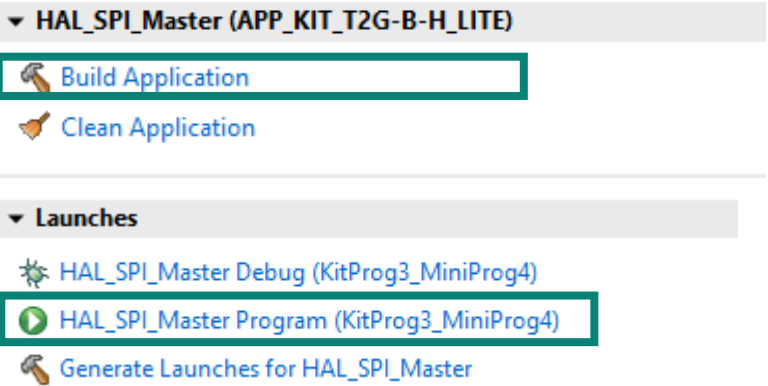 HAL_SPI_Master (APP_KIT_T2G-B-H_LITE)
Build Application
Clean Application
Launches
HAL_SPI_Master Debug (KitProg3_MiniProg4)
HAL_SPI_Master Program (KitProg3_MiniProg4)
Generate Launches for HAL_SPI_Master